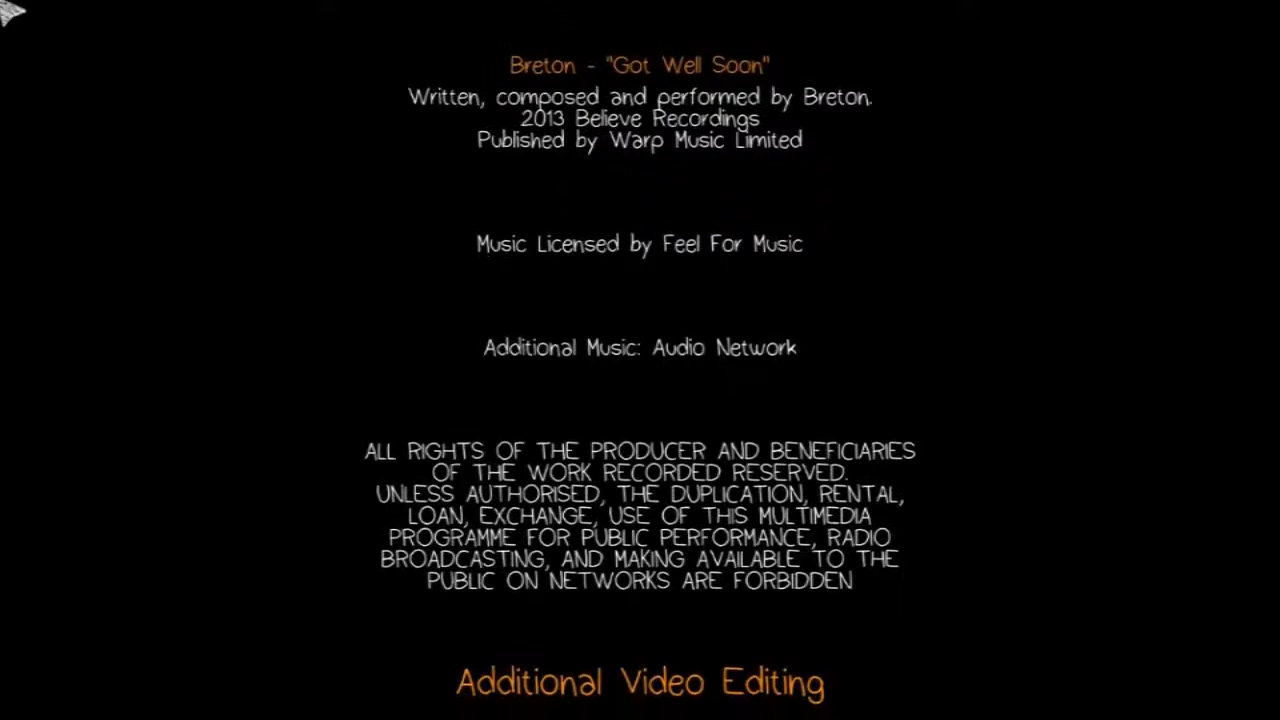 Breton - "Got Well Soon"
Written, composed and performed by Breton.
2013 Believe Recordings
Published by Warp Music Limited
Music Licensed by Feel For Music
Additional Music: Audio Network
ALL RIGHTS OF THE PRODUCER AND BENEFICIARIES
OF THE WORK RECORDED RESERVED.
UNLESS AUTHORISED, THE DUPLICATION, RENTAL,
LOAN, EXCHANGE, USE OF THIS MULTIMEDIA
PROGRAMME FOR PUBLIC PERFORMANCE, RADIO
BROADCASTING, AND MAKING AVAILABLE TO THE
PUBLIC ON NETWORKS ARE FORBIDDEN
Additional Video Editing